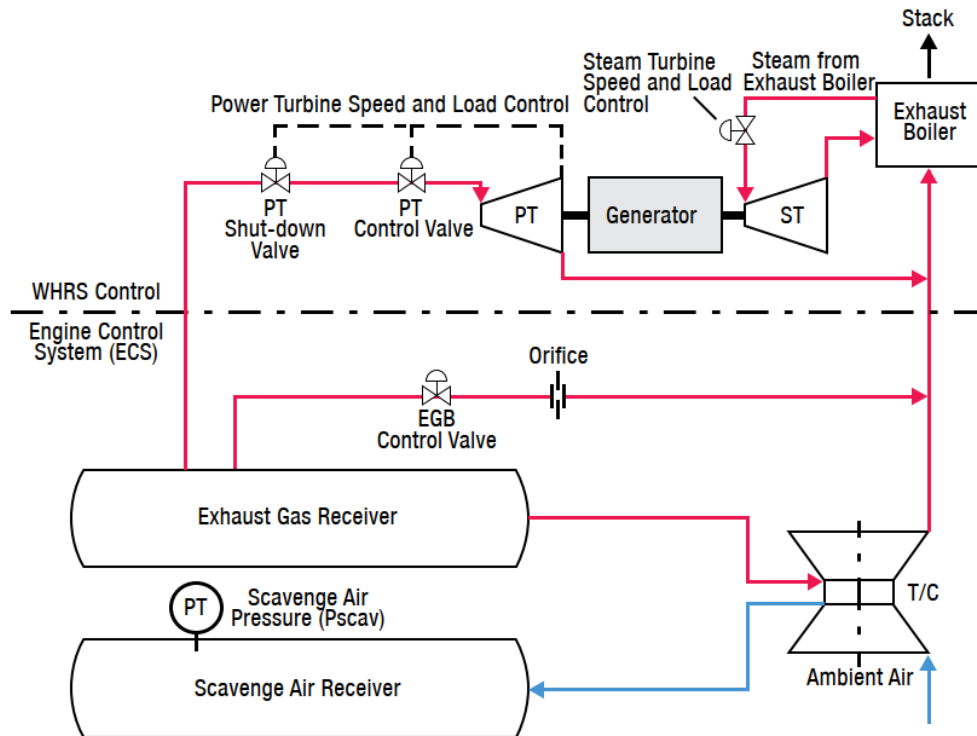 Stack
Steam Turbine
Speed and Load
Control
Steam from
Exhaust Boiler
Exhaust
Boiler
Power Turbine Speed and Load Control
PT
Shut-down
Valve
PT
Control Valve
PT
Generator
ST
WHRS Control
Engine Control
System (ECS)
Orifice
EGB
Control Valve
Exhaust Gas Receiver
T/C
PT
Scavenge Air
Pressure (Pscav)
Ambient Air
Scavenge Air Receiver